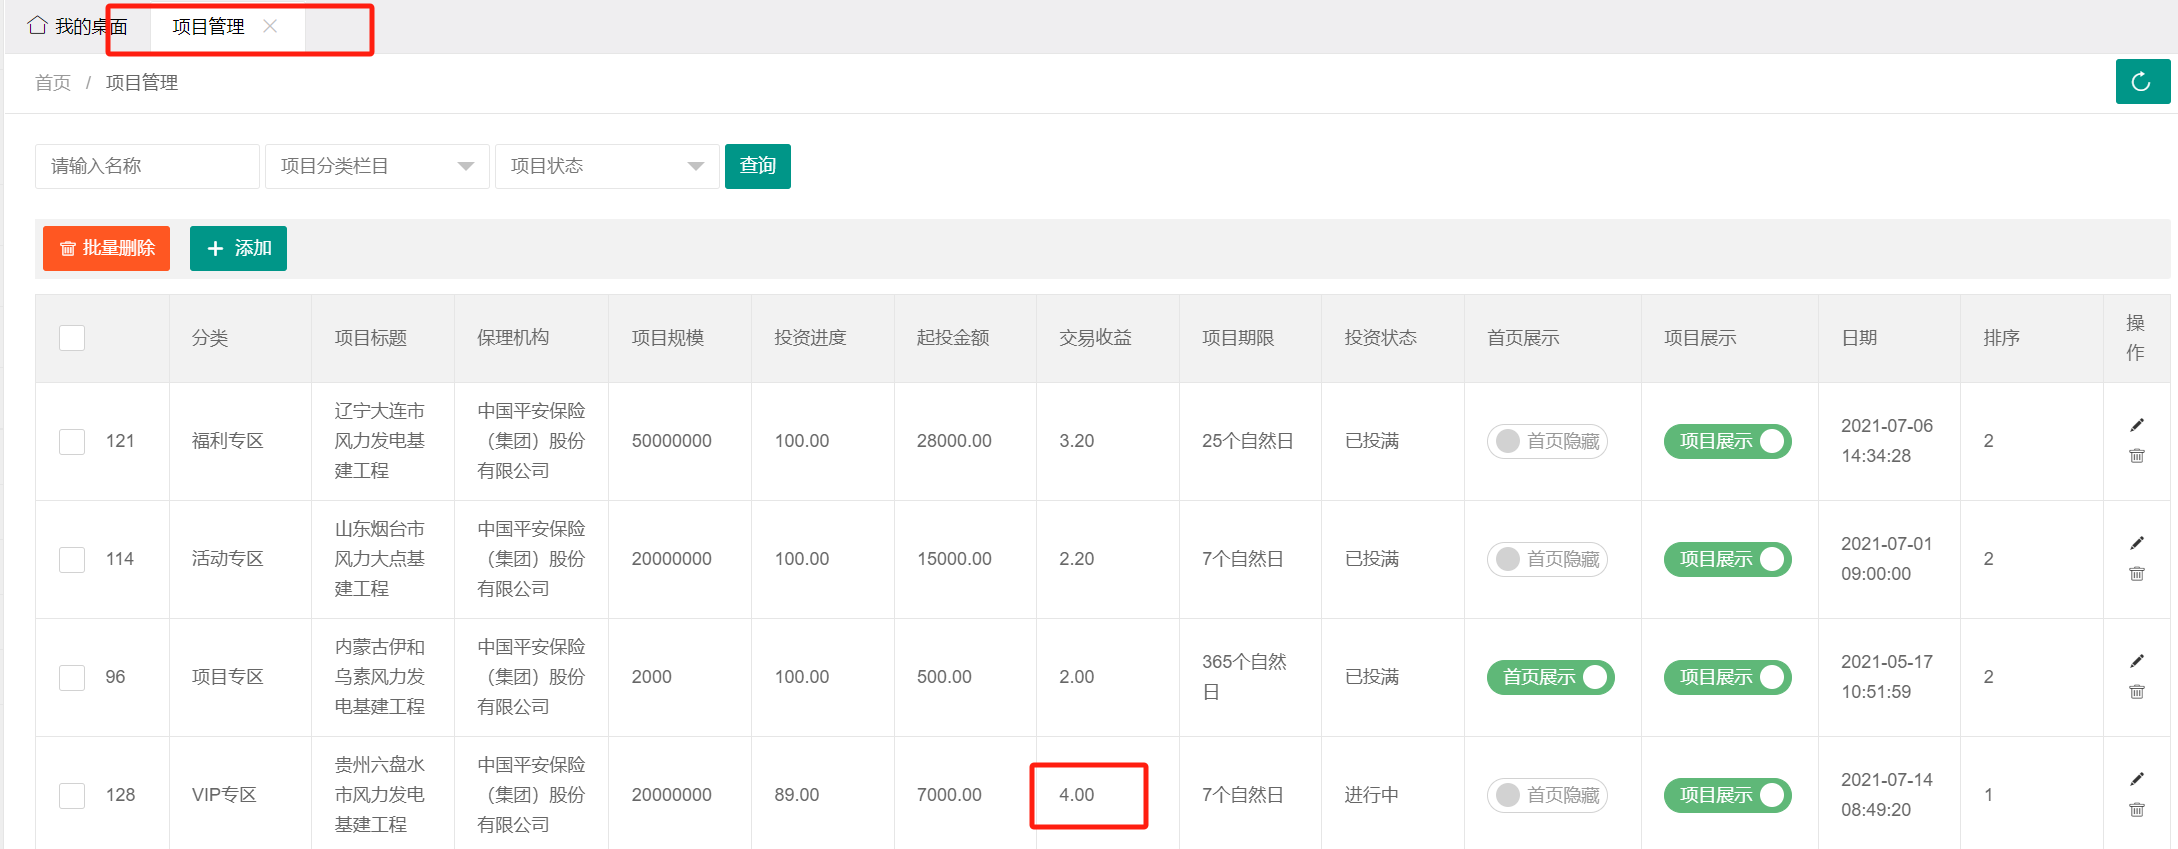 我的桌面 项目管理
首页 / 项目管理
请输入名称 项目分类栏目 项目状态 查询
批量删除 添加
分类 项目标题 保理机构 项目规模 投资进度 起投金额 交易收益 项目期限 投资状态 首页展示 项目展示 日期 排序 操
作
121 福利专区 辽宁大连市
风力发电基
建工程 中国平安保险
（集团）股份
有限公司 50000000 100.00 28000.00 3.20 25个自然日 已投满 首页隐藏 项目展示 2021-07-06
14:34:28 2
114 活动专区 山东烟台市
风力大点基
建工程 中国平安保险
（集团）股份
有限公司 20000000 100.00 15000.00 2.20 7个自然日 已投满 首页隐藏 项目展示 2021-07-01
09:00:00 2
96 项目专区 内蒙古伊和
乌素风力发
电基建工程 中国平安保险
（集团）股份
有限公司 2000 100.00 500.00 2.00 365个自然
日 已投满 首页展示 项目展示 2021-05-17
10:51:59 2
128 VIP专区 贵州六盘水
市风力发电
基建工程 中国平安保险
（集团）股份
有限公司 20000000 89.00 7000.00 4.00 7个自然日 进行中 首页隐藏 项目展示 2021-07-14
08:49:20 1